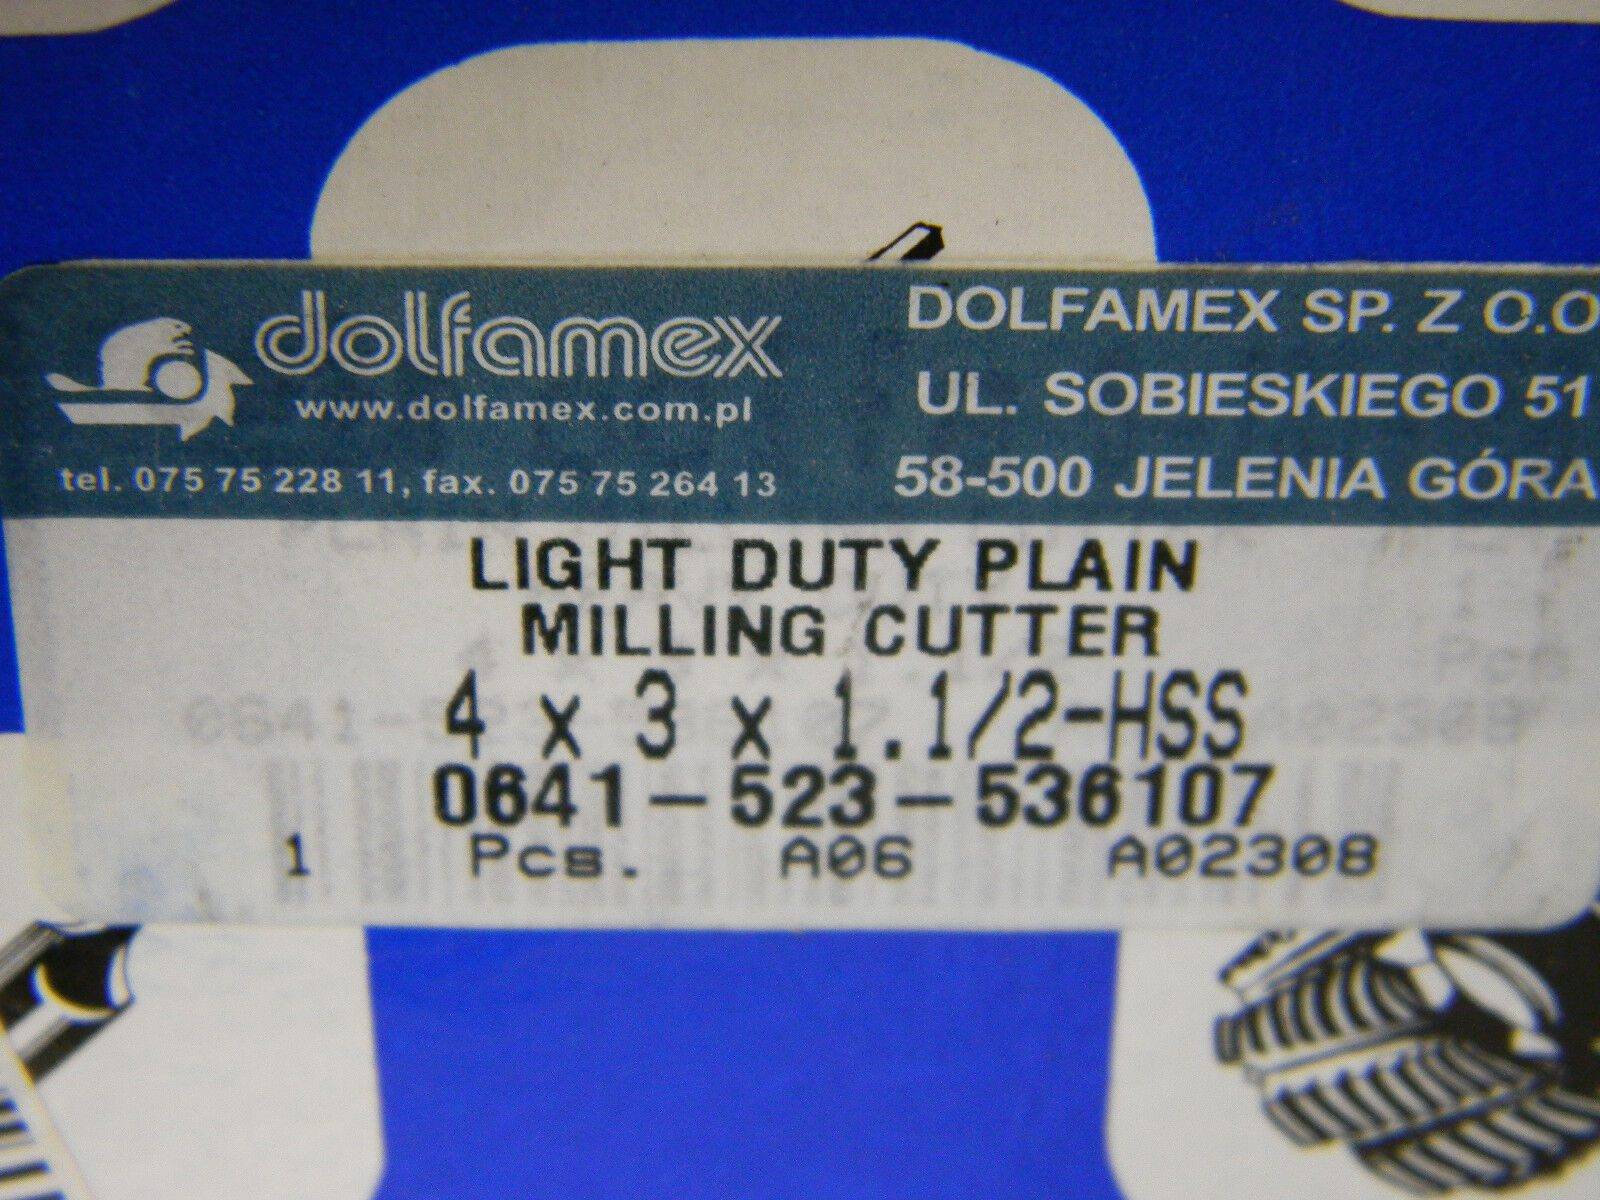 dolfamex
www.dolfamex.com.pl
tel. 075 75 228 11, fax. 075 75 264 13
DOLFAMEX SP. Z O.O
UL. SOBIESKIEGO 51
58-500 JELENIA GÓRA
LIGHT DUTY PLAIN
MILLING CUTTER
4 x 3 x 1.1/2-HSS
0641-523-536107
1 Pcs. A06 A02308